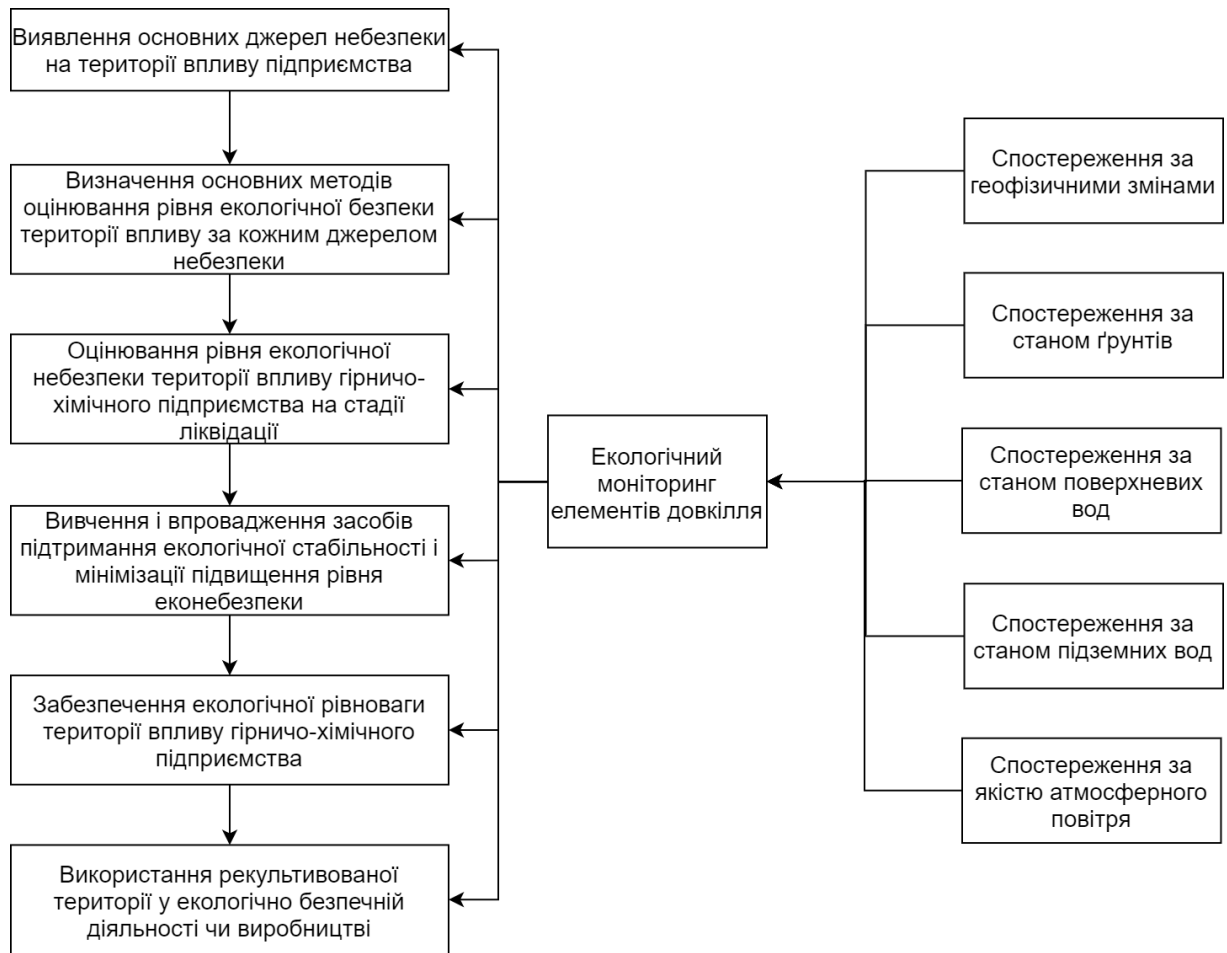 Виявлення основних джерел небезпеки
на території впливу підприємства
Визначення основних методів
оцінювання рівня екологічної безпеки
території впливу за кожним джерелом
небезпеки
Оцінювання рівня екологічної
небезпеки території впливу гірничо-
хімічного підприємства на стадії
ліквідації
Вивчення і впровадження засобів
підтримання екологічної стабільності і
мінімізації підвищення рівня
еконебезпеки
Забезпечення екологічної рівноваги
території впливу гірничо-хімічного
підприємства
Використання рекультивованої
території у екологічно безпечній
діяльності чи виробництві
Екологічний
моніторинг
елементів довкілля
Спостереження за
геофізичними змінами
Спостереження за
станом ґрунтів
Спостереження за
станом поверхневих
вод
Спостереження за
станом підземних вод
Спостереження за
якістю атмосферного
повітря